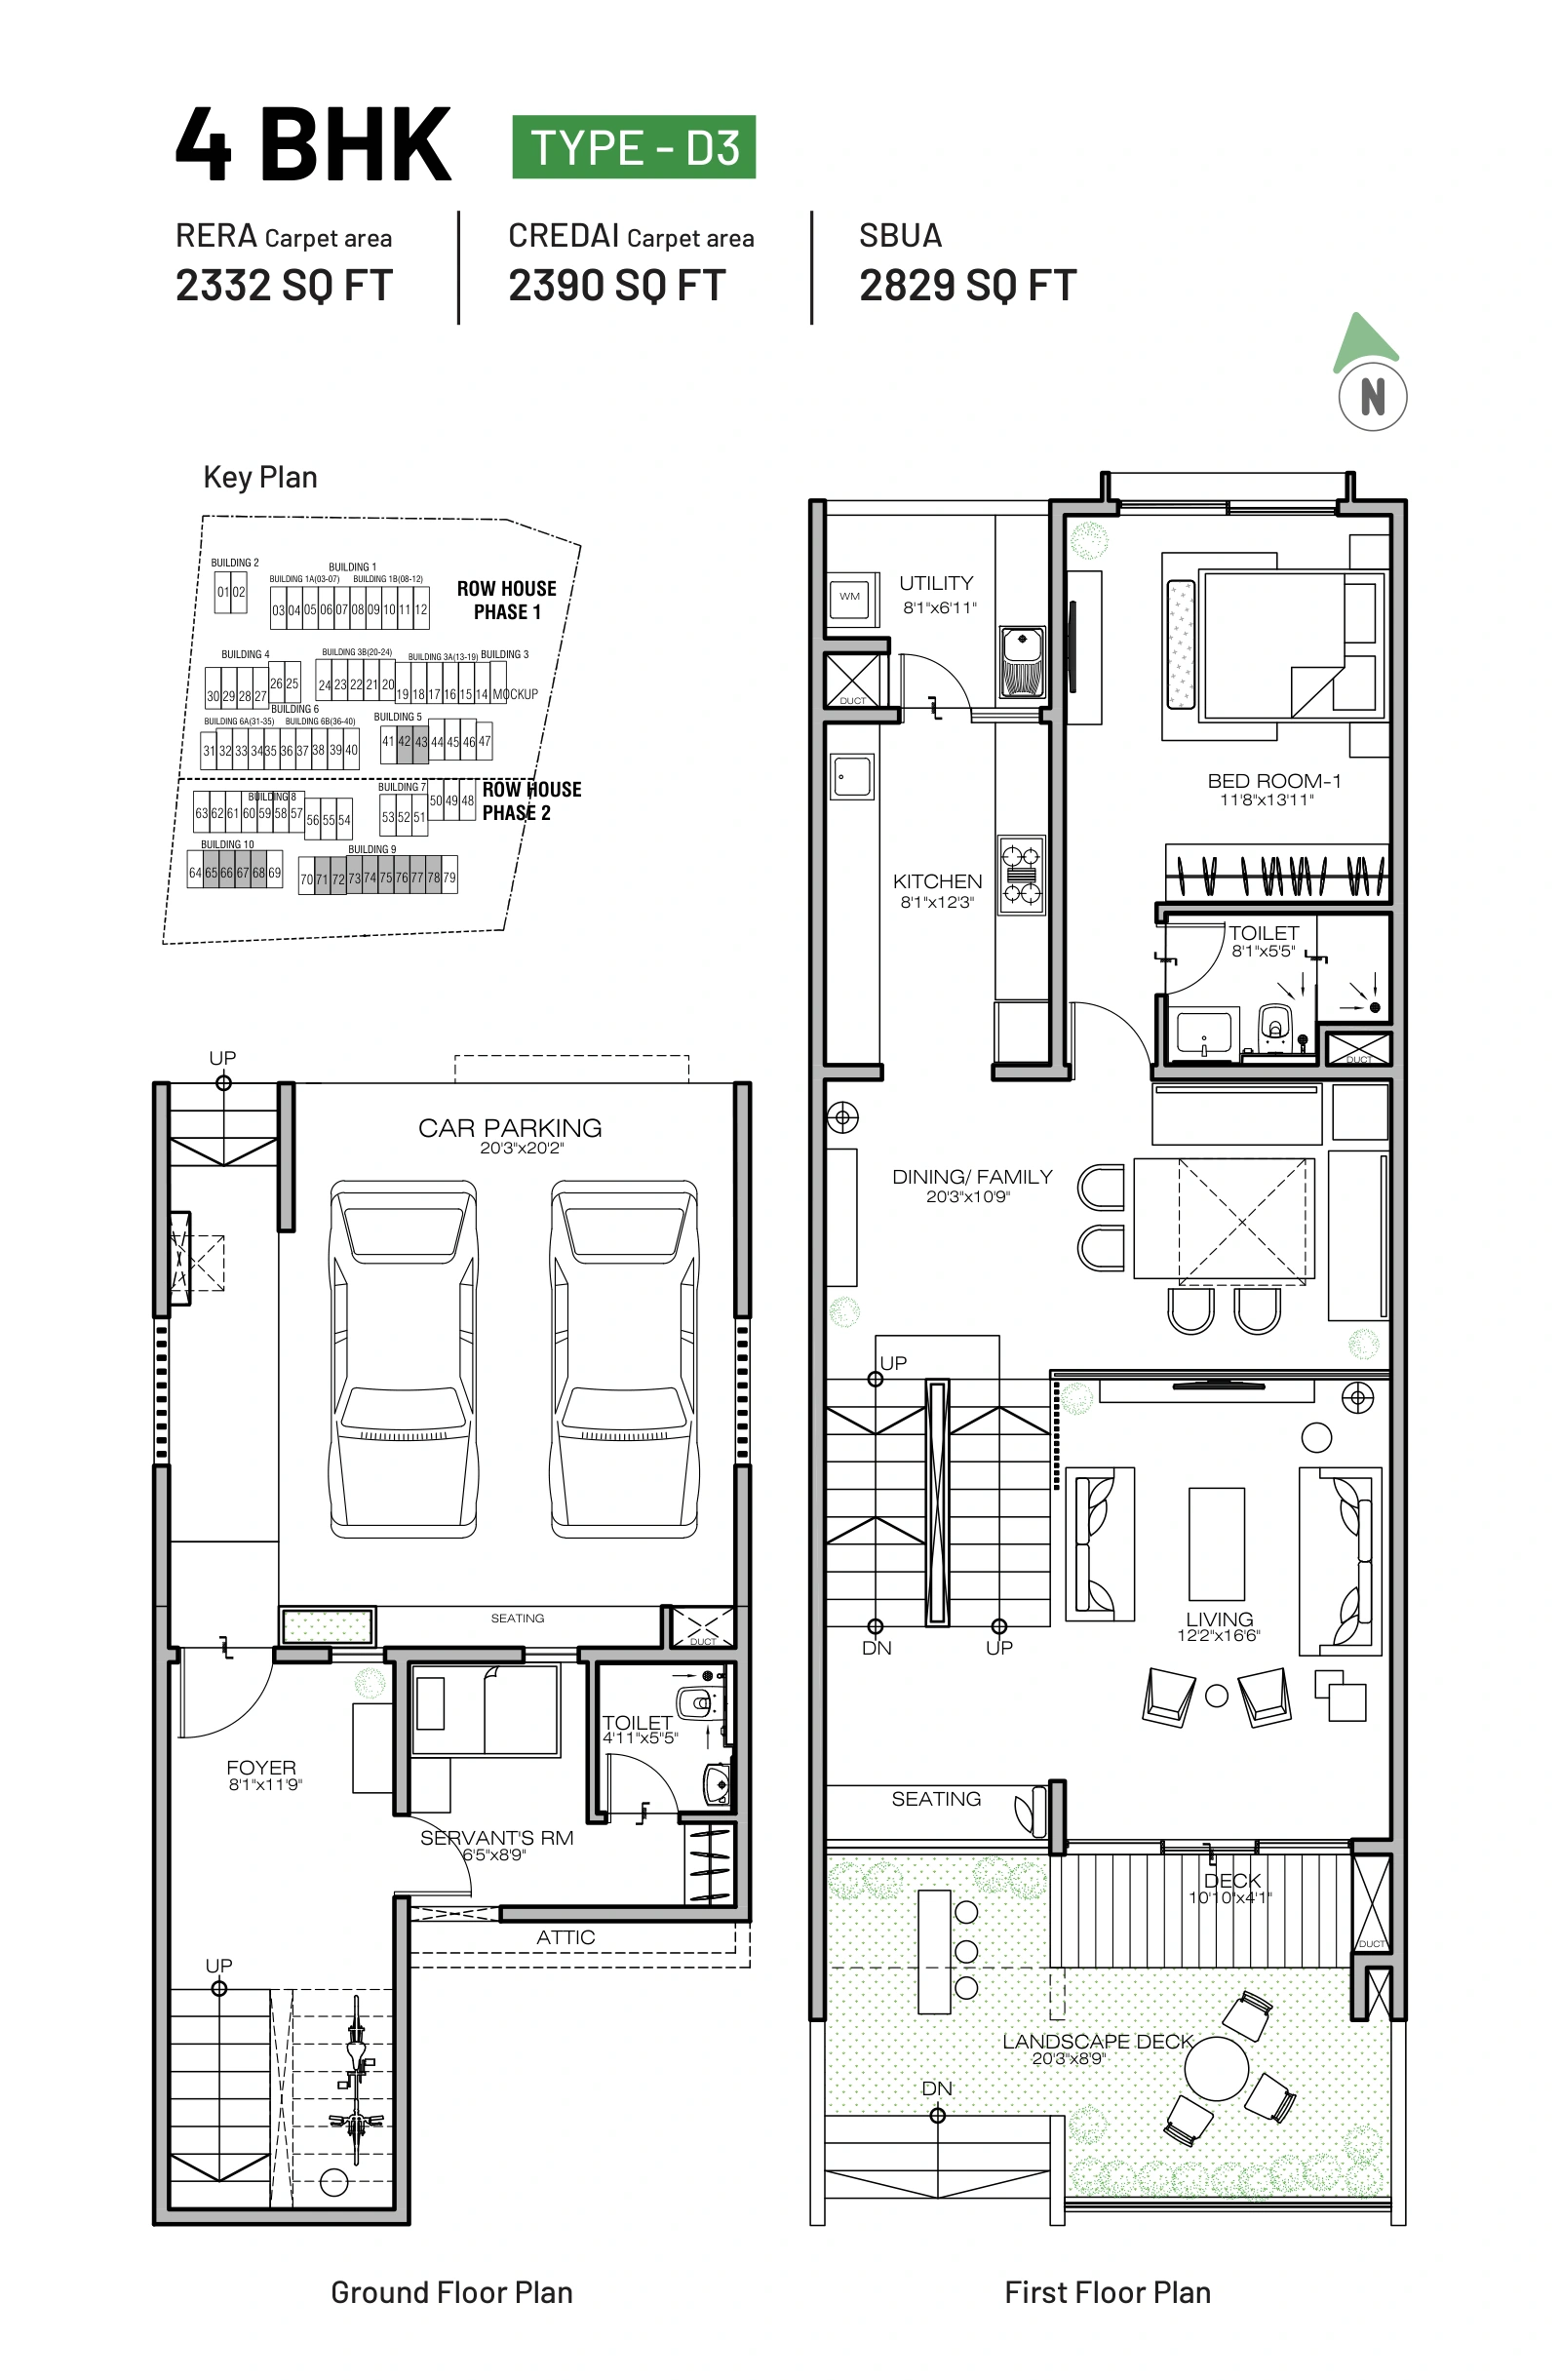 4 BHK
TYPE - D3
RERA Carpet area
2332 SQ FT
CREDAI Carpet area
2390 SQ FT
SBUA
2829 SQ FT
N
Key Plan
BUILDING 2
01 02
BUILDING 1
BUILDING 1A(03-07) BUILDING 1B(08-12)
03 04 05 06 07 08 09 10 11 12
ROW HOUSE
PHASE 1
BUILDING 4
30 29 28 27 26 25
BUILDING 3B(20-24) BUILDING 3A(13-19) BUILDING 3
24 23 22 21 20 19 18 17 16 15 14 MOCKUP
BUILDING 6
BUILDING 6A(31-35) BUILDING 6B(36-40)
31 32 33 34 35 36 37 38 39 40
BUILDING 5
41 42 43 44 45 46 47
BUILDING 8
63 62 61 60 59 58 57 56 55 54
BUILDING 7
53 52 51 50 49 48
ROW HOUSE
PHASE 2
BUILDING 10
64 65 66 67 68 69
BUILDING 9
70 71 72 73 74 75 76 77 78 79
UP
CAR PARKING
20'3"x20'2"
SEATING
DUCT
FOYER
8'1"x11'9"
TOILET
4'11"x5'5"
SERVANT'S RM
6'5"x8'9"
ATTIC
UP
Ground Floor Plan
UTILITY
8'1"x6'11"
WM
DUCT
BED ROOM-1
11'8"x13'11"
KITCHEN
8'1"x12'3"
TOILET
8'1"x5'5"
DUCT
DINING/ FAMILY
20'3"x10'9"
UP
DN
UP
LIVING
12'2"x16'6"
SEATING
DECK
10'10"x4'1"
DUCT
LANDSCAPE DECK
20'3"x8'9"
DN
First Floor Plan